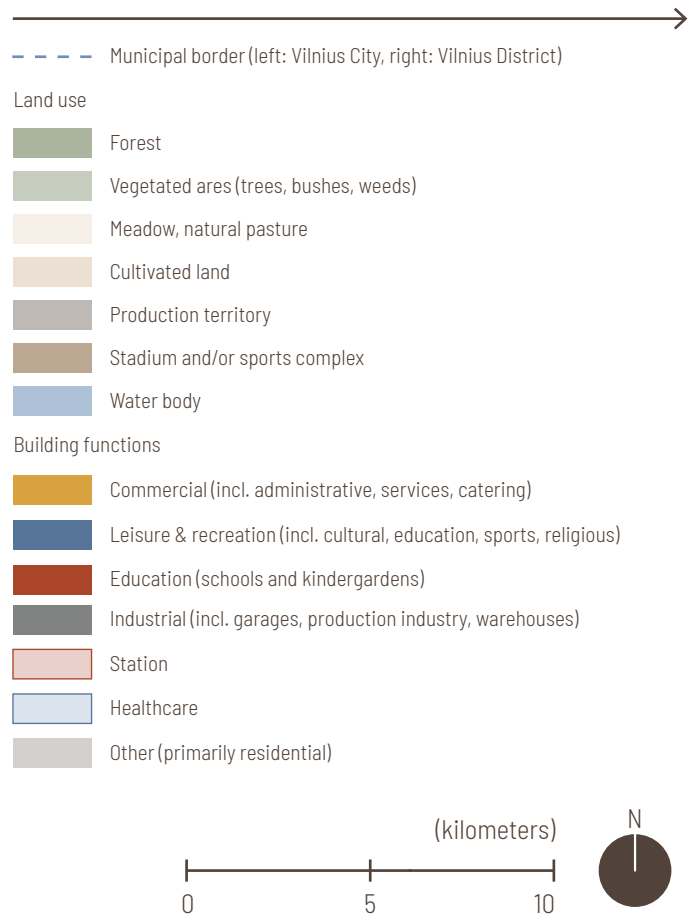 Municipal border (left: Vilnius City, right: Vilnius District)
Land use
Forest
Vegetated ares (trees, bushes, weeds)
Meadow, natural pasture
Cultivated land
Production territory
Stadium and/or sports complex
Water body
Building functions
Commercial (incl. administrative, services, catering)
Leisure & recreation (incl. cultural, education, sports, religious)
Education (schools and kindergardens)
Industrial (incl. garages, production industry, warehouses)
Station
Healthcare
Other (primarily residential)
(kilometers)
N
0 5 10